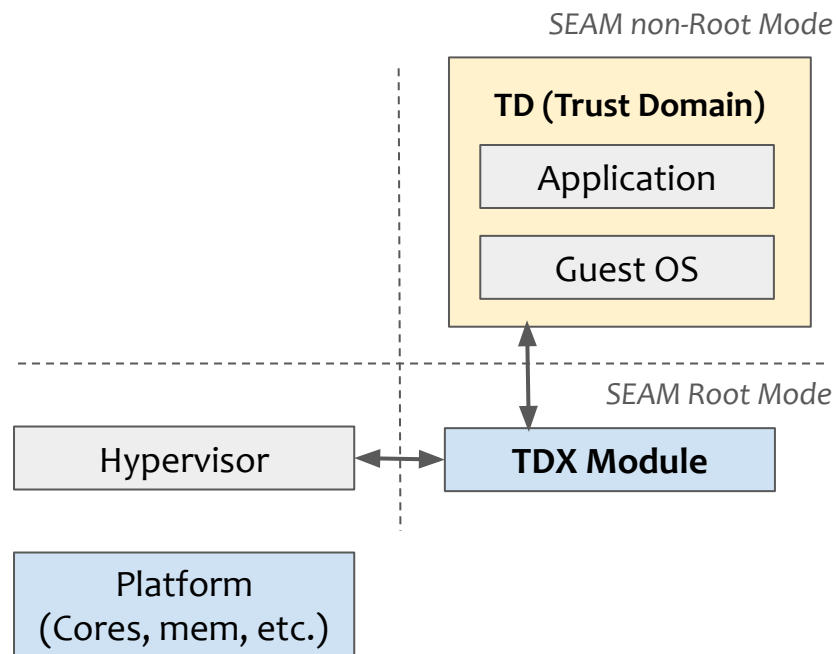 SEAM non-Root Mode
TD (Trust Domain)
Application
Guest OS
SEAM Root Mode
Hypervisor
TDX Module
Platform
(Cores, mem, etc.)